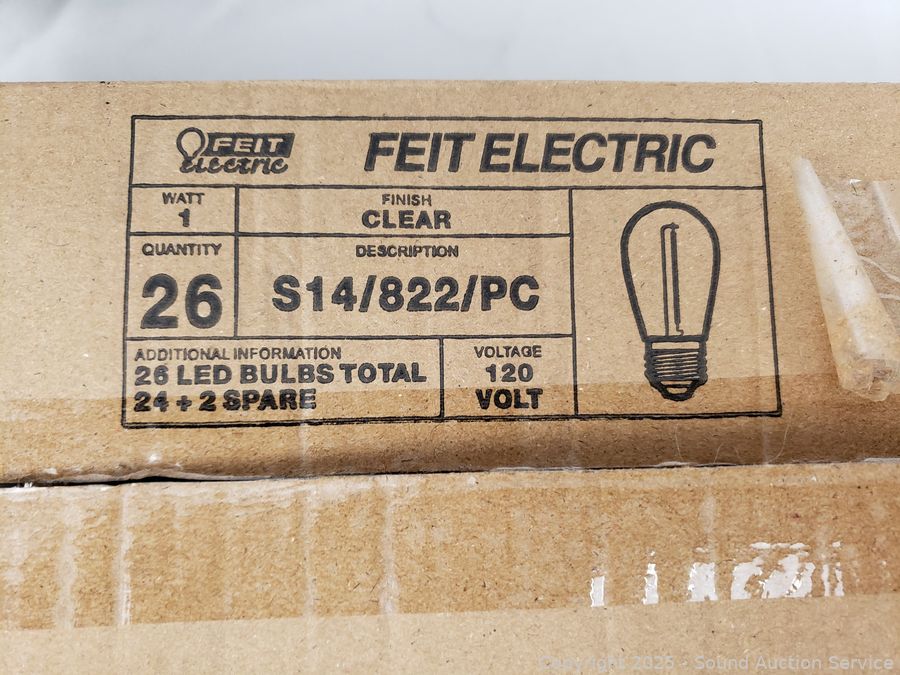 FEIT
electric
FEIT ELECTRIC
WATT
1
FINISH
CLEAR
QUANTITY
26
DESCRIPTION
S14/822/PC
ADDITIONAL INFORMATION
26 LED BULBS TOTAL
24 + 2 SPARE
VOLTAGE
120
VOLT
Copyright 2025 - Sound Auction Service